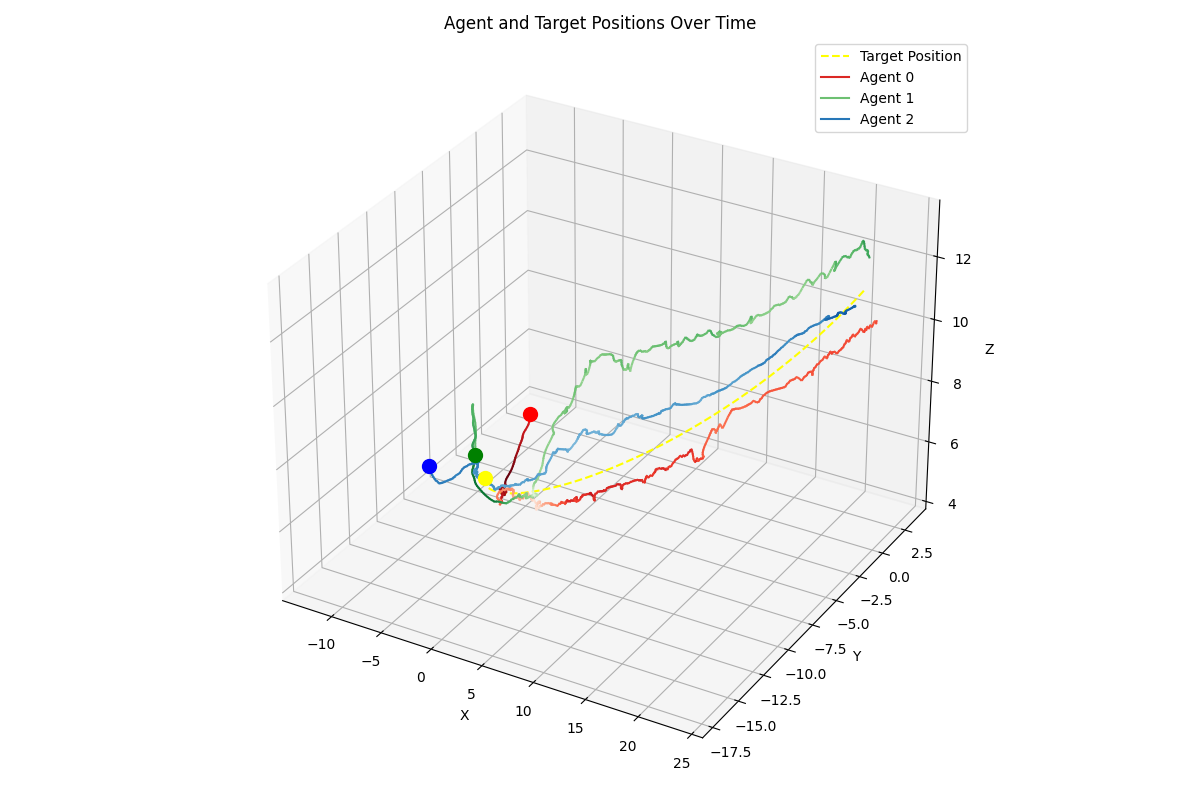 Agent and Target Positions Over Time
Target Position
Agent 0
Agent 1
Agent 2
12
10
Z
8
6
4
2.5
0.0
−2.5
−5.0
−7.5
Y
−10.0
−12.5
−15.0
−17.5
−10
−5
0
5
10
15
20
25
X